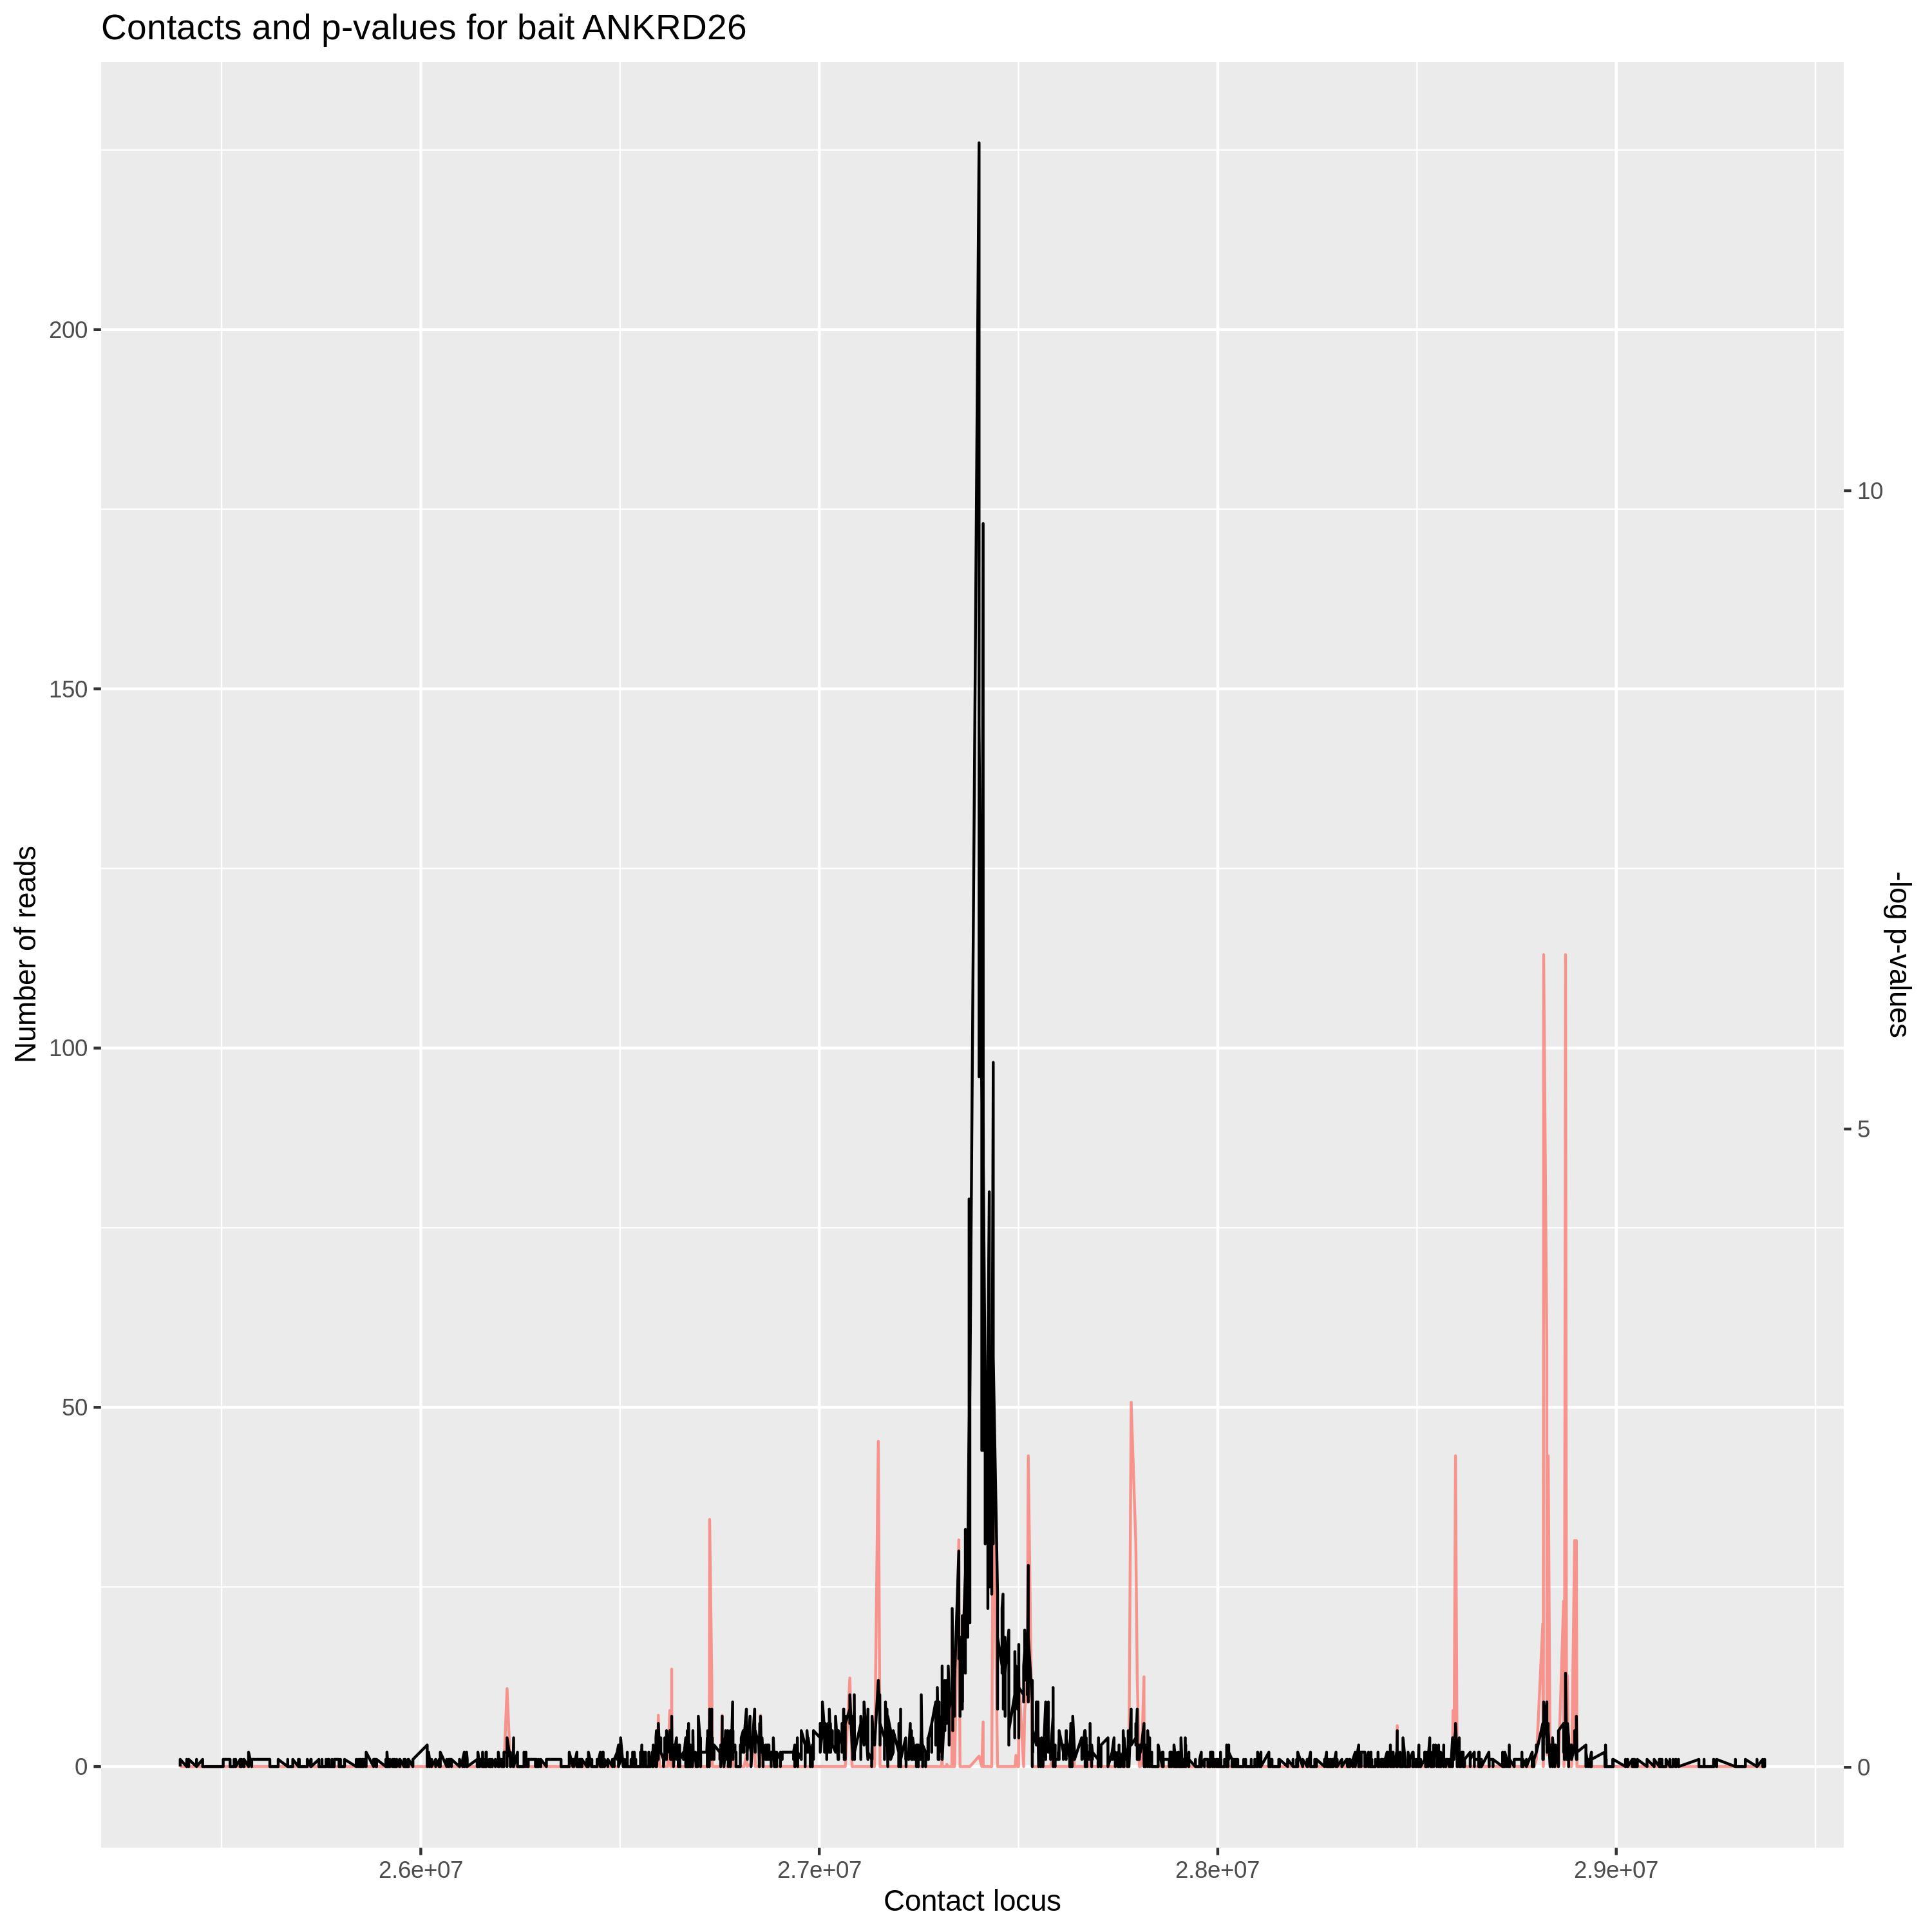 Contacts and p-values for bait ANKRD26
200
150
100
50
0
Number of reads
10
5
0
-log p-values
2.6e+07
2.7e+07
2.8e+07
2.9e+07
Contact locus